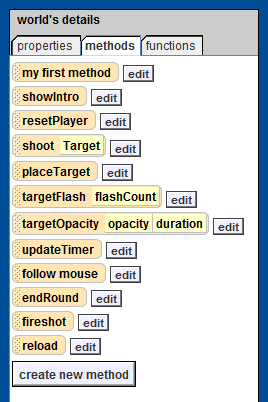 world's details
properties methods functions
my first method edit
showIntro edit
resetPlayer edit
shoot Target edit
placeTarget edit
targetFlash flashCount edit
targetOpacity opacity duration edit
updateTimer edit
follow mouse edit
endRound edit
fireshot edit
reload edit
create new method